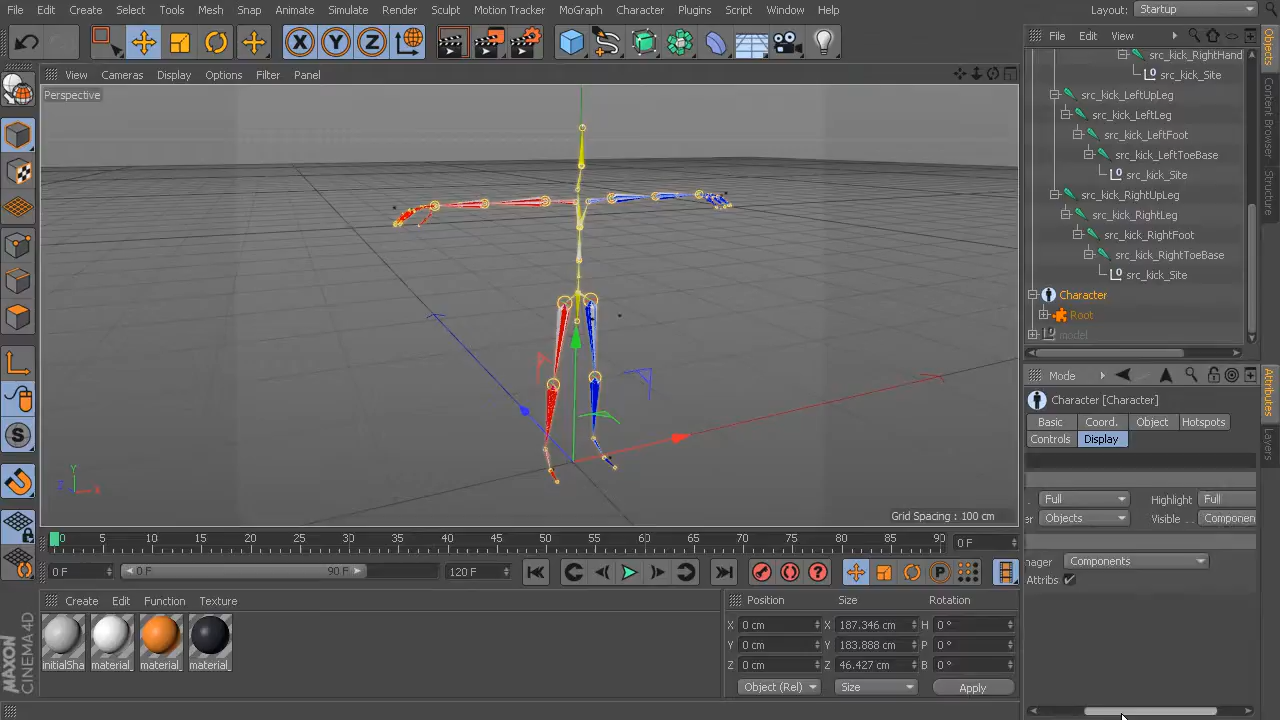 File Edit Create Select Tools Mesh Snap Animate Simulate Render Sculpt Motion Tracker MoGraph Character Plugins Script Window Help Layout: Startup
X Y Z
File Edit View
View Cameras Display Options Filter Panel
Perspective
src_kick_RightHand
src_kick_Site
src_kick_LeftUpLeg
src_kick_LeftLeg
src_kick_LeftFoot
src_kick_LeftToeBase
src_kick_Site
src_kick_RightUpLeg
src_kick_RightLeg
src_kick_RightFoot
src_kick_RightToeBase
src_kick_Site
Character
Root
model
Objects
Content Browser
Structure
Mode
Character [Character]
Basic Coord. Object Hotspots
Controls Display
Full Highlight Full
er Objects Visible ... Componen
nager Components
Attribs
Attributes
Layers
S
Y
Z X
Grid Spacing : 100 cm
0 5 10 15 20 25 30 35 40 45 50 55 60 65 70 75 80 85 90 0 F
0 F 0 F 90 F 120 F P
Create Edit Function Texture
initialSha material_ material_ material_
MAXON
CINEMA 4D
Position Size Rotation
X 0 cm X 187.346 cm H 0 °
Y 0 cm Y 183.888 cm P 0 °
Z 0 cm Z 46.427 cm B 0 °
Object (Rel) Size Apply